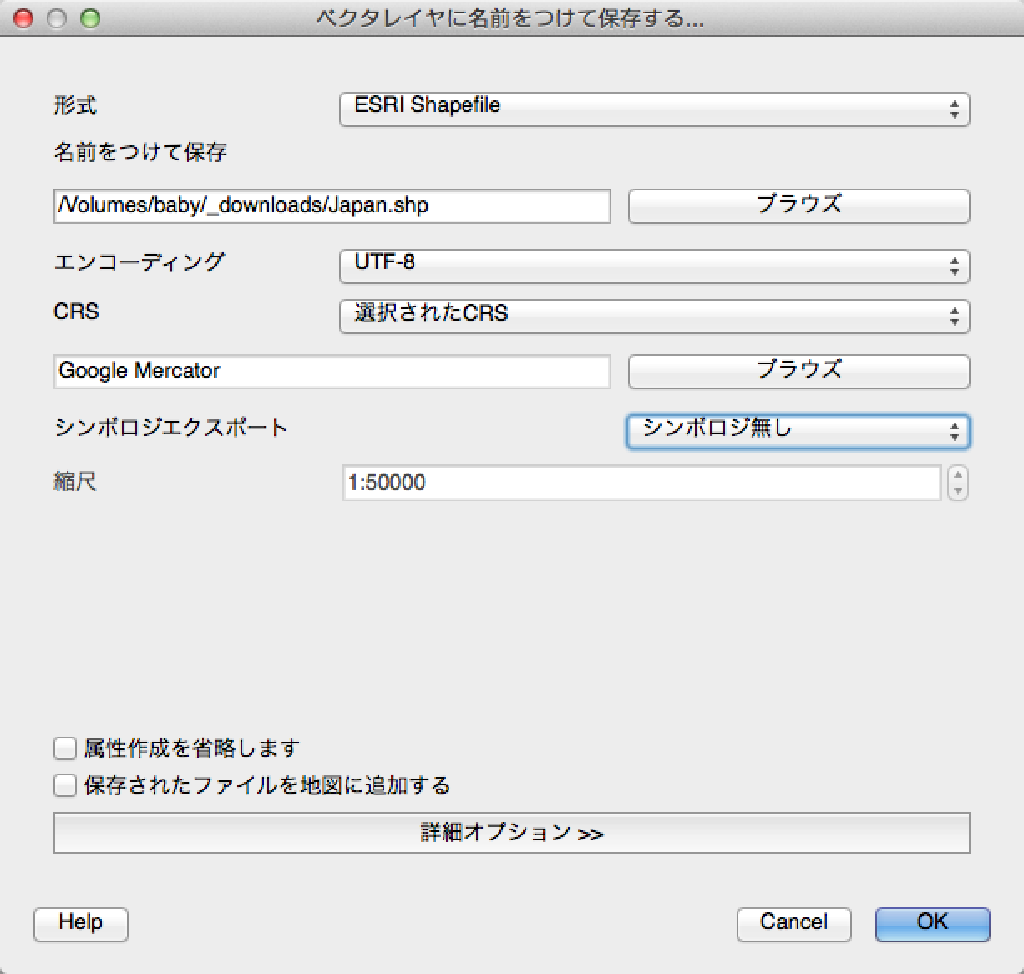 ベクタレイヤに名前をつけて保存する...
形式 ESRI Shapefile
名前をつけて保存
/Volumes/baby/_downloads/Japan.shp ブラウズ
エンコーディング UTF-8
CRS 選択されたCRS
Google Mercator ブラウズ
シンボロジエクスポート シンボロジ無し
縮尺 1:50000
属性作成を省略します
保存されたファイルを地図に追加する
詳細オプション >>
Help Cancel OK